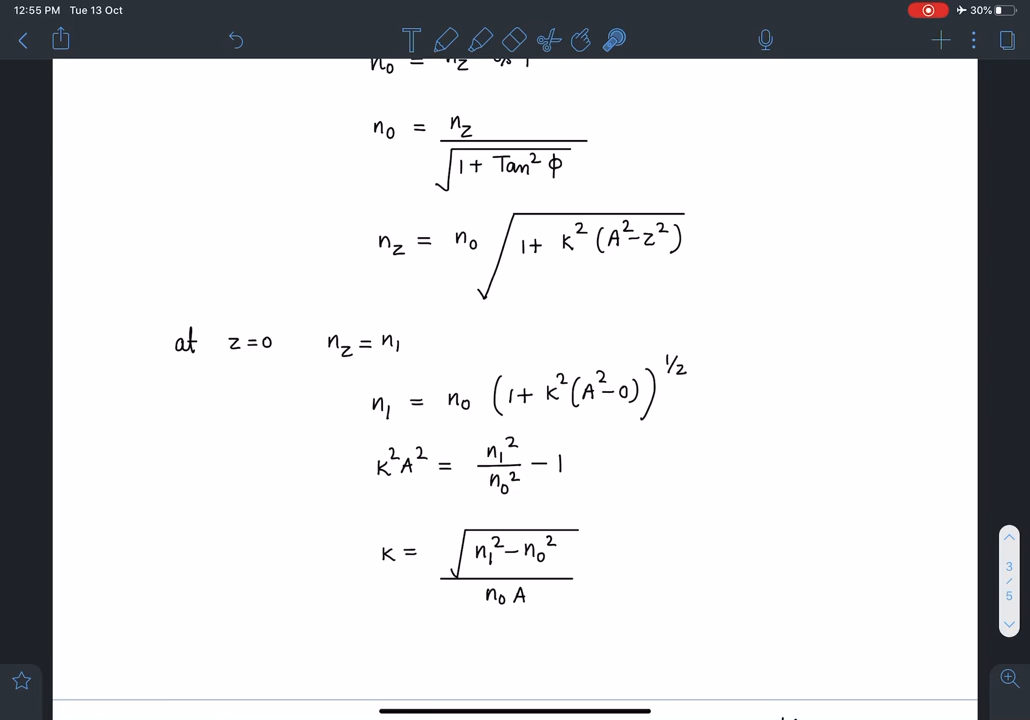 12:55 PM Tue 13 Oct
30%
n₀ = n_z
n₀ = n_z / √(1 + Tan² ϕ)
n_z = n₀ √(1 + K² (A² - z²))
at z = 0 n_z = n₁
n₁ = n₀ (1 + K² (A² - 0))^1/2
K² A² = n₁² / n₀² - 1
K = √(n₁² - n₀²) / n₀ A
3 / 5